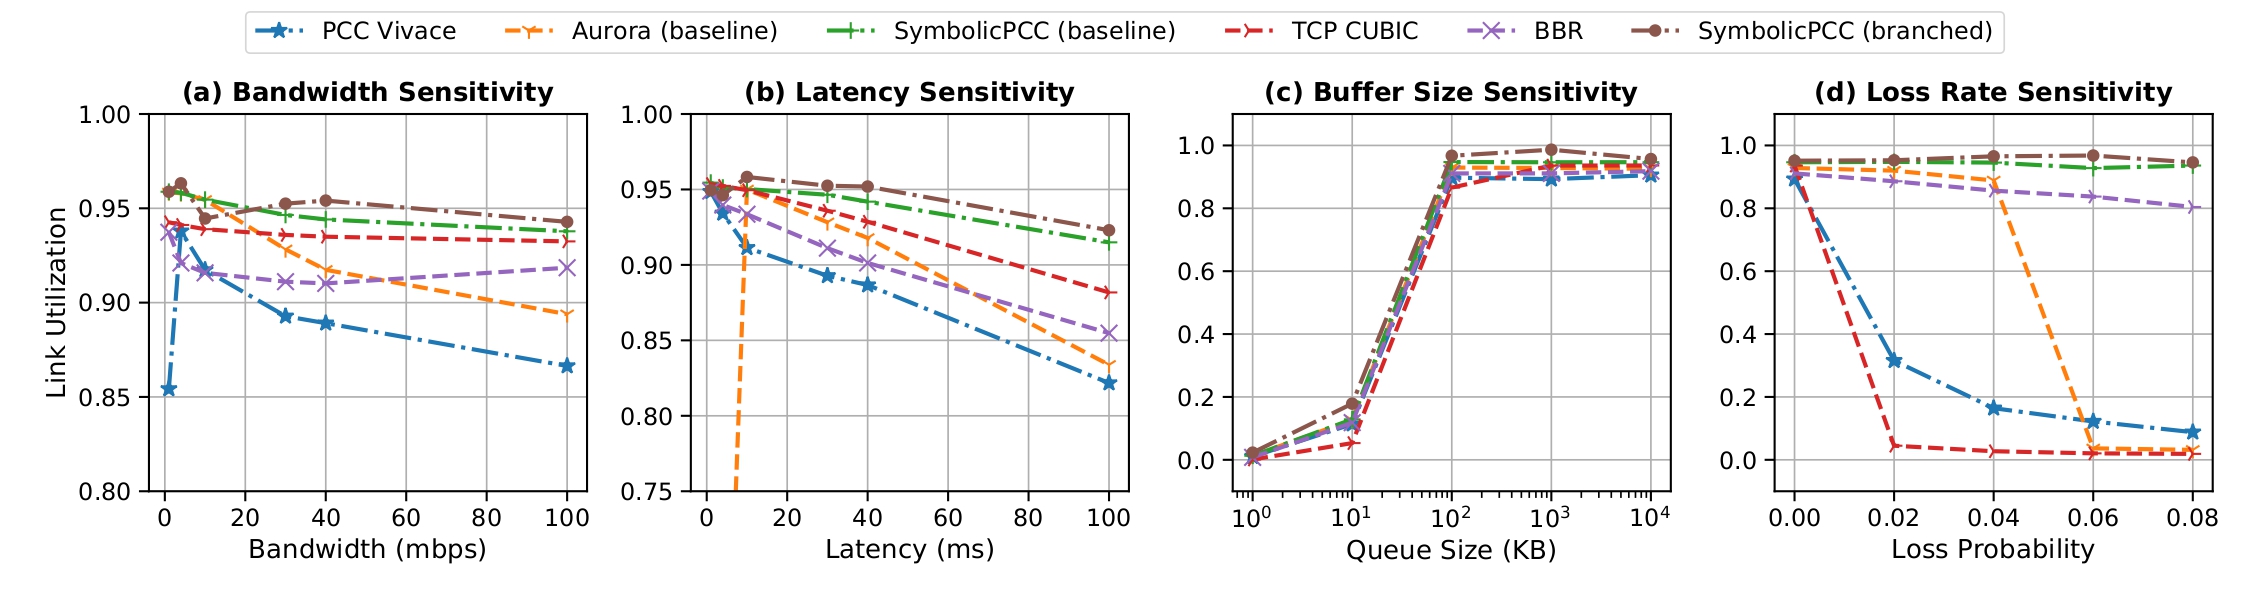 PCC Vivace Aurora (baseline) SymbolicPCC (baseline) TCP CUBIC BBR SymbolicPCC (branched)
(a) Bandwidth Sensitivity
Link Utilization
1.00
0.95
0.90
0.85
0.80
0 20 40 60 80 100
Bandwidth (mbps)
(b) Latency Sensitivity
1.00
0.95
0.90
0.85
0.80
0.75
0 20 40 60 80 100
Latency (ms)
(c) Buffer Size Sensitivity
1.0
0.8
0.6
0.4
0.2
0.0
10⁰ 10¹ 10² 10³ 10⁴
Queue Size (KB)
(d) Loss Rate Sensitivity
1.0
0.8
0.6
0.4
0.2
0.0
0.00 0.02 0.04 0.06 0.08
Loss Probability